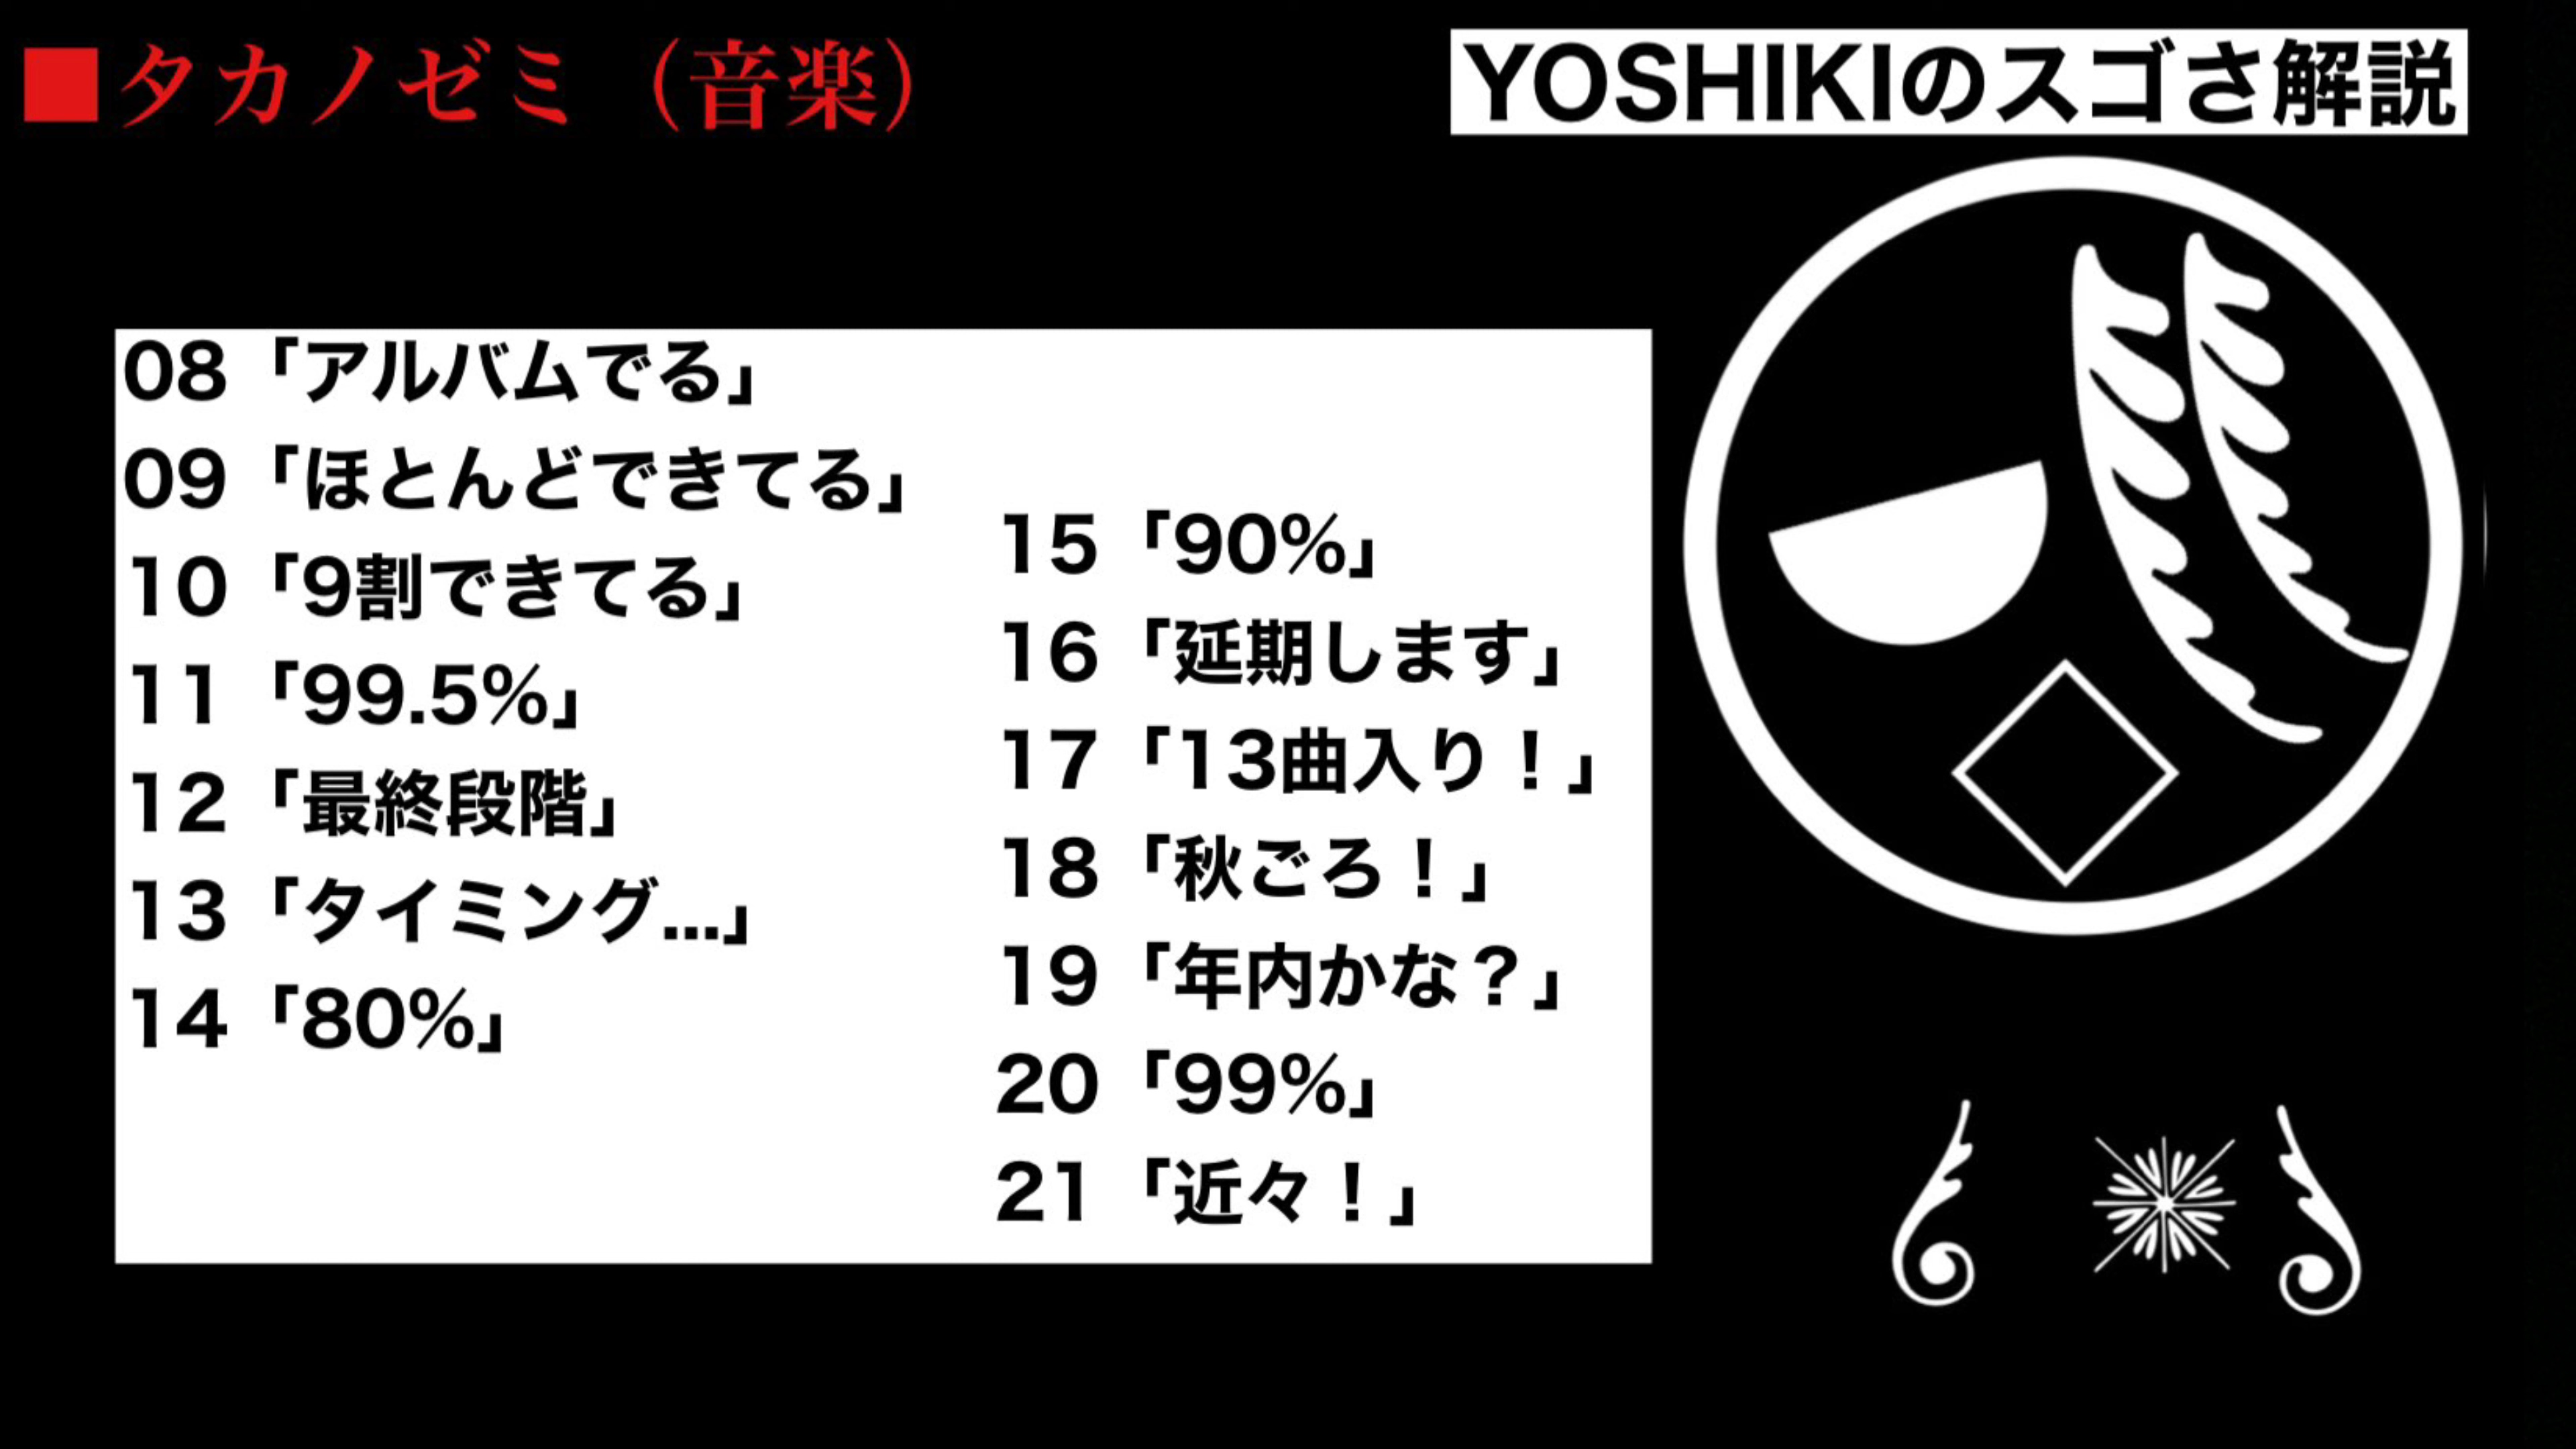 ■タカノゼミ（音楽）
YOSHIKIのスゴさ解説
08「アルバムでる」
09「ほとんどできてる」
10「9割できてる」
11「99.5%」
12「最終段階」
13「タイミング...」
14「80%」
15「90%」
16「延期します」
17「13曲入り！」
18「秋ごろ！」
19「年内かな？」
20「99%」
21「近々！」